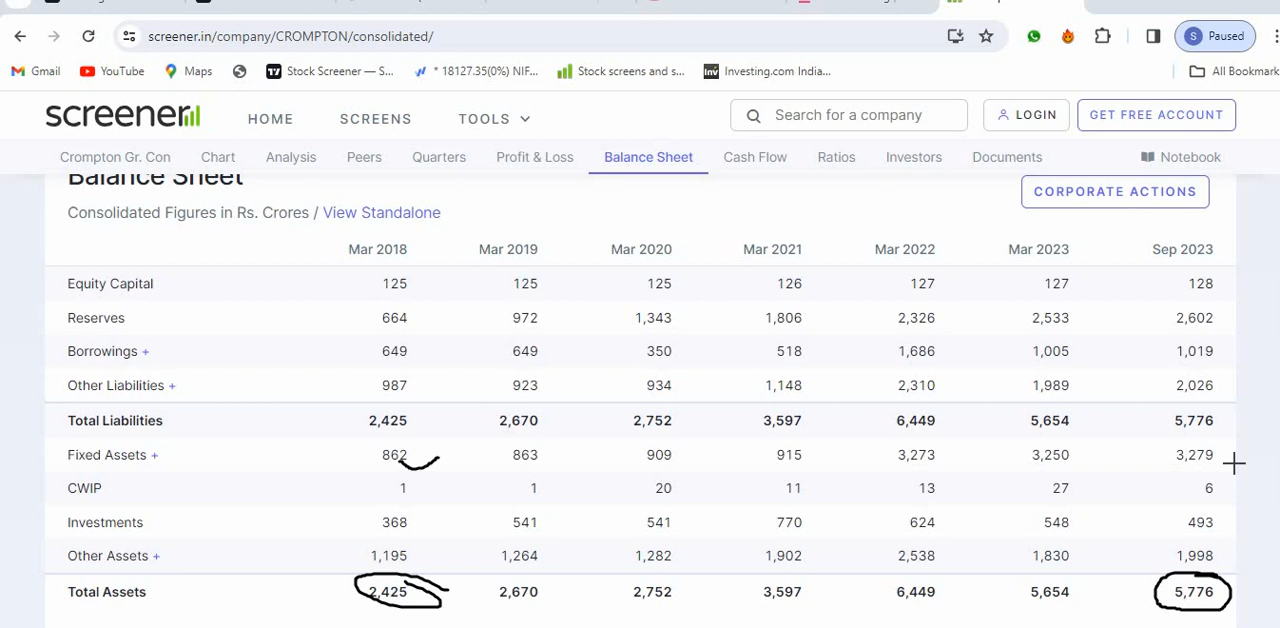 screener.in/company/CROMPTON/consolidated/
S Paused
Gmail YouTube Maps Stock Screener — S... * 18127.35(0%) NIF... Stock screens and s... Investing.com India... All Bookmark
screener HOME SCREENS TOOLS Search for a company LOGIN GET FREE ACCOUNT
Crompton Gr. Con Chart Analysis Peers Quarters Profit & Loss Balance Sheet Cash Flow Ratios Investors Documents Notebook
Balance Sheet
CORPORATE ACTIONS
Consolidated Figures in Rs. Crores / View Standalone
Mar 2018 Mar 2019 Mar 2020 Mar 2021 Mar 2022 Mar 2023 Sep 2023
Equity Capital 125 125 125 126 127 127 128
Reserves 664 972 1,343 1,806 2,326 2,533 2,602
Borrowings + 649 649 350 518 1,686 1,005 1,019
Other Liabilities + 987 923 934 1,148 2,310 1,989 2,026
Total Liabilities 2,425 2,670 2,752 3,597 6,449 5,654 5,776
Fixed Assets + 862 863 909 915 3,273 3,250 3,279
CWIP 1 1 20 11 13 27 6
Investments 368 541 541 770 624 548 493
Other Assets + 1,195 1,264 1,282 1,902 2,538 1,830 1,998
Total Assets 2,425 2,670 2,752 3,597 6,449 5,654 5,776